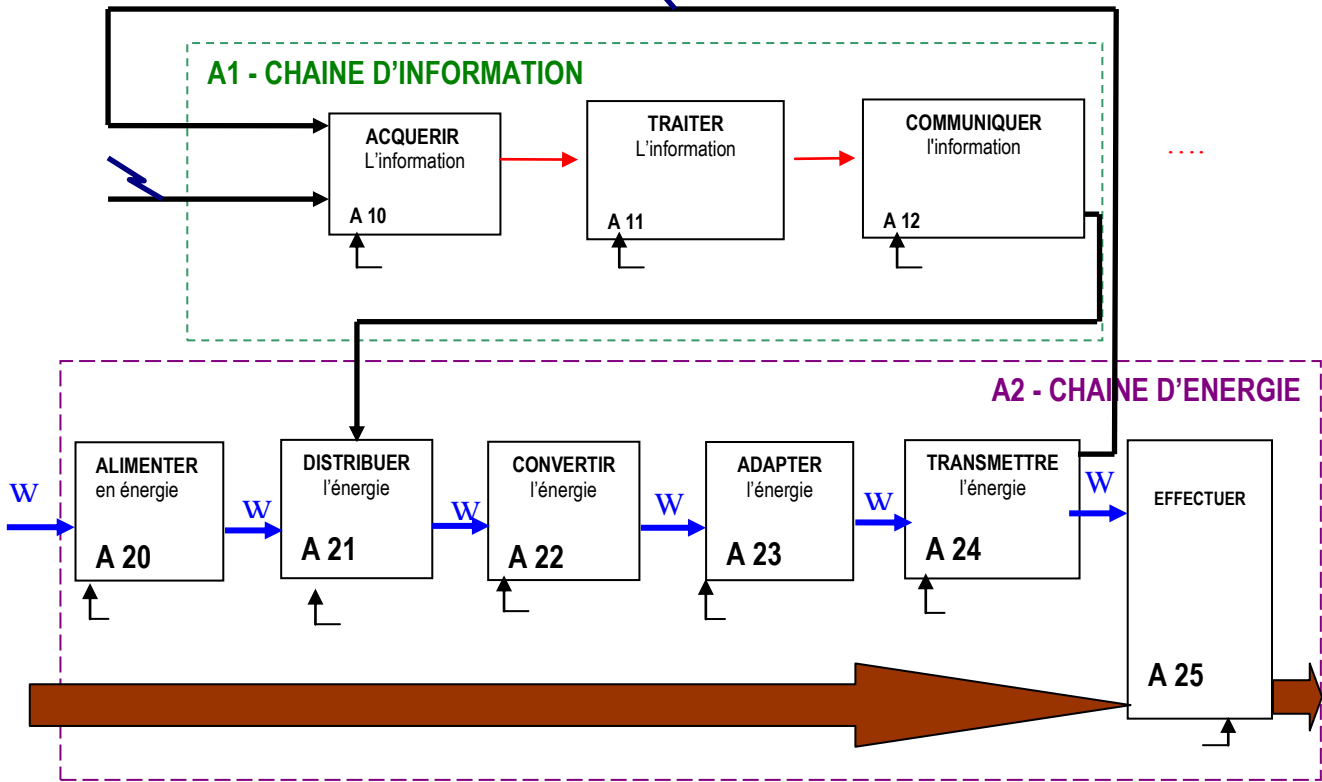 A1 - CHAINE D'INFORMATION
ACQUERIR
L'information
A 10
TRAITER
L'information
A 11
COMMUNIQUER
l'information
A 12
....
A2 - CHAINE D'ENERGIE
W
ALIMENTER
en énergie
A 20
W
DISTRIBUER
l'énergie
A 21
W
CONVERTIR
l'énergie
A 22
W
ADAPTER
l'énergie
A 23
W
TRANSMETTRE
l'énergie
A 24
W
EFFECTUER
A 25